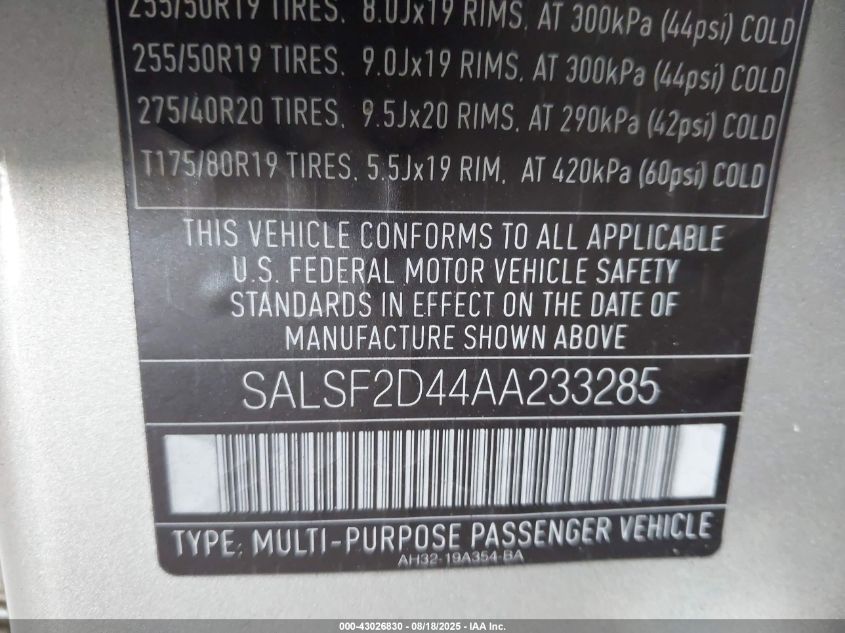 255/50R19 TIRES, 8.0Jx19 RIMS, AT 300kPa (44psi) COLD
255/50R19 TIRES, 9.0Jx19 RIMS, AT 300kPa (44psi) COLD
275/40R20 TIRES, 9.5Jx20 RIMS, AT 290kPa (42psi) COLD
T175/80R19 TIRES, 5.5Jx19 RIM, AT 420kPa (60psi) COLD
THIS VEHICLE CONFORMS TO ALL APPLICABLE
U.S. FEDERAL MOTOR VEHICLE SAFETY
STANDARDS IN EFFECT ON THE DATE OF
MANUFACTURE SHOWN ABOVE
SALSF2D44AA233285
TYPE: MULTI-PURPOSE PASSENGER VEHICLE
AH32-19A354-BA
000-43026830 - 08/18/2025 - IAA Inc.